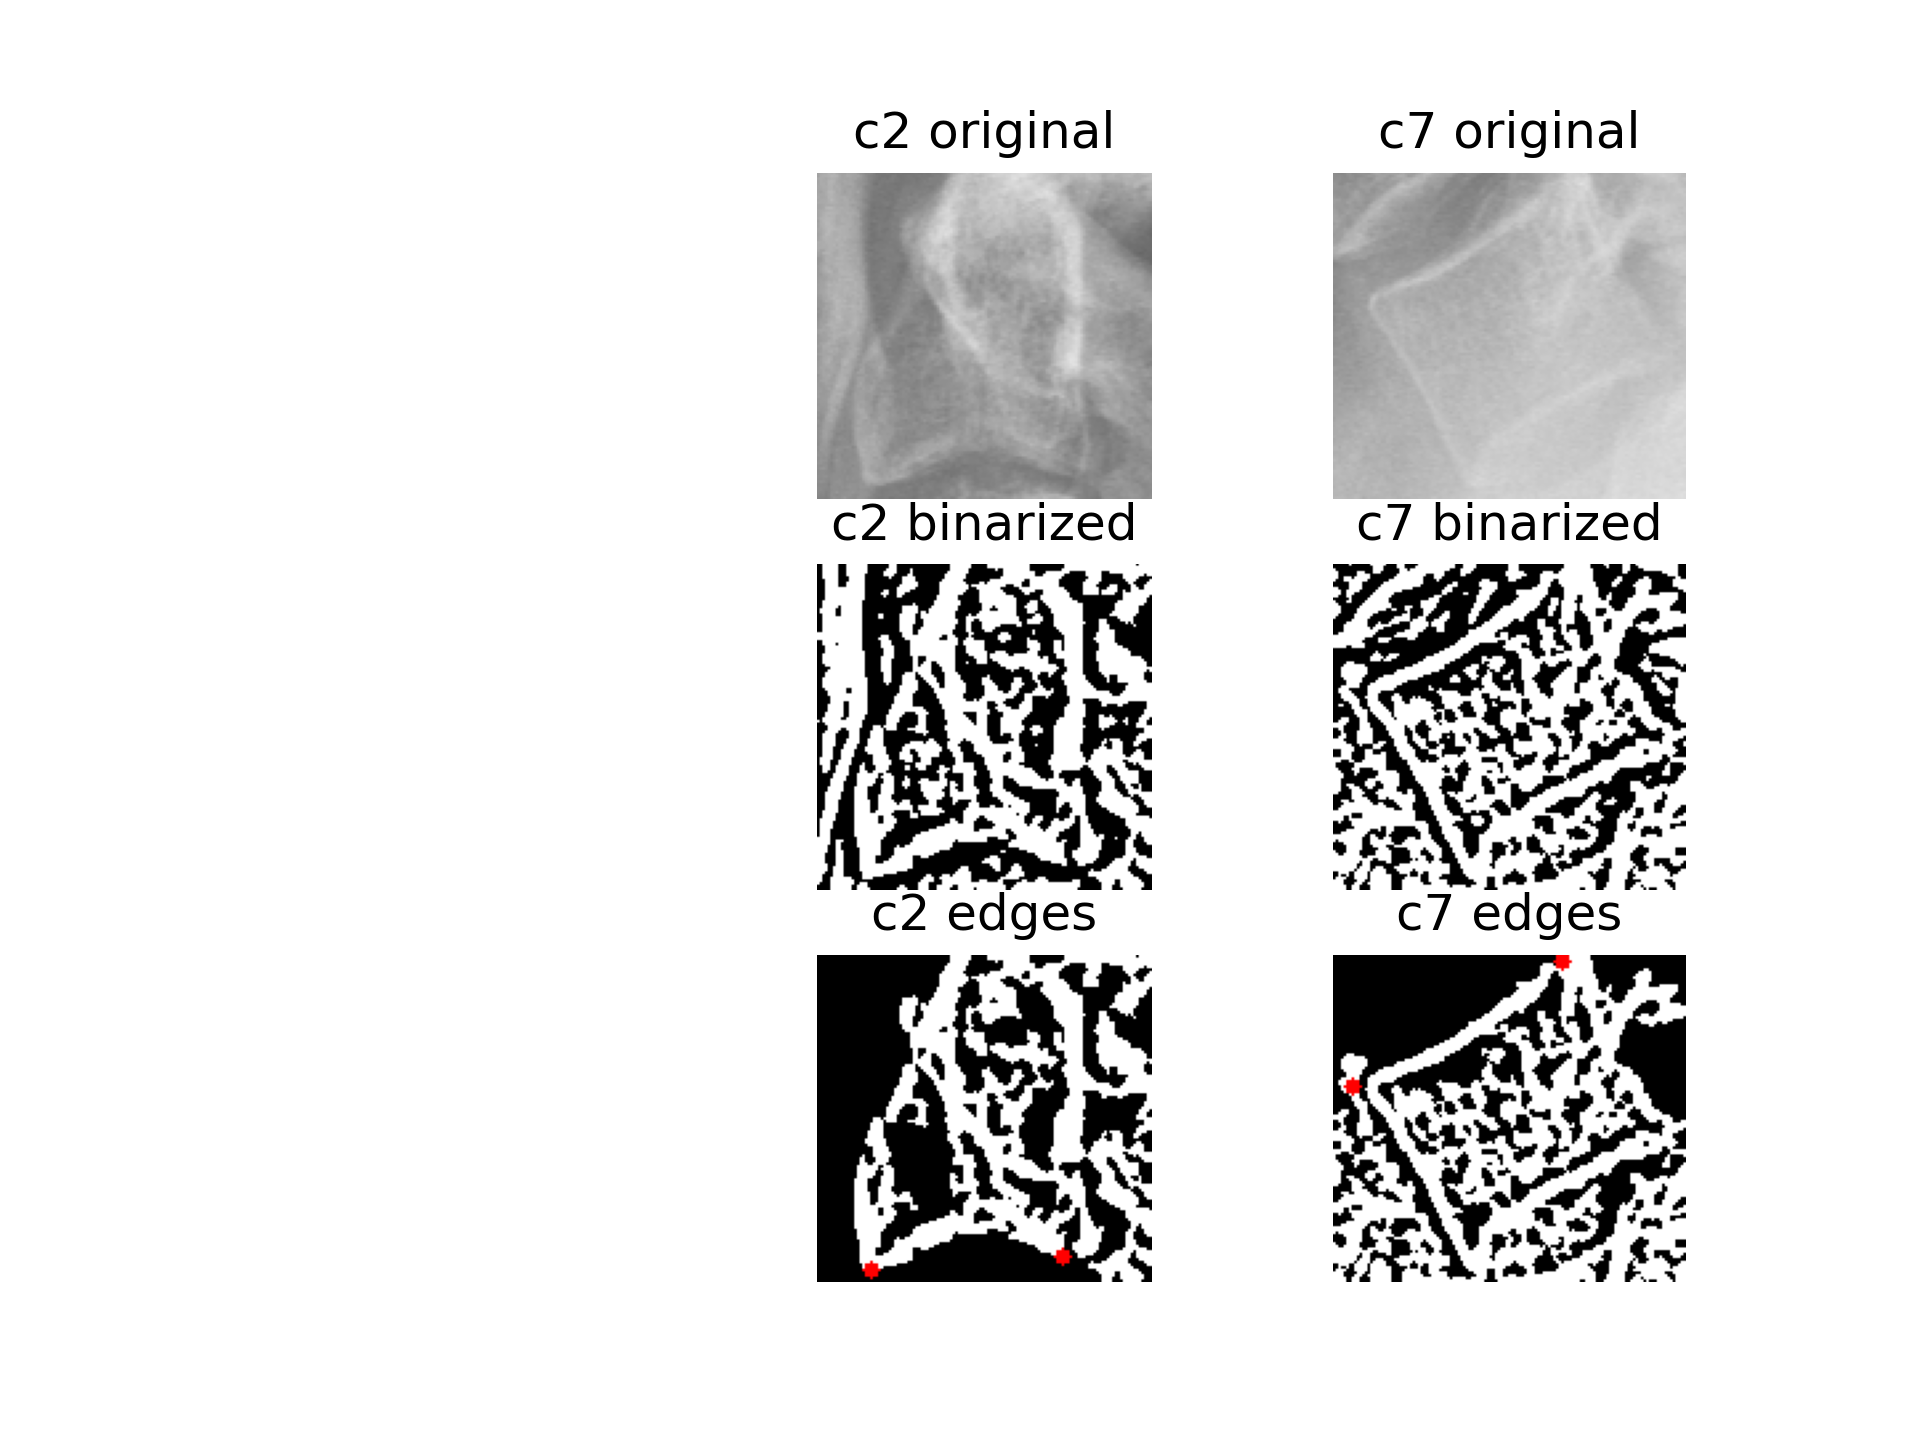 c2 original
c7 original
c2 binarized
c7 binarized
c2 edges
c7 edges